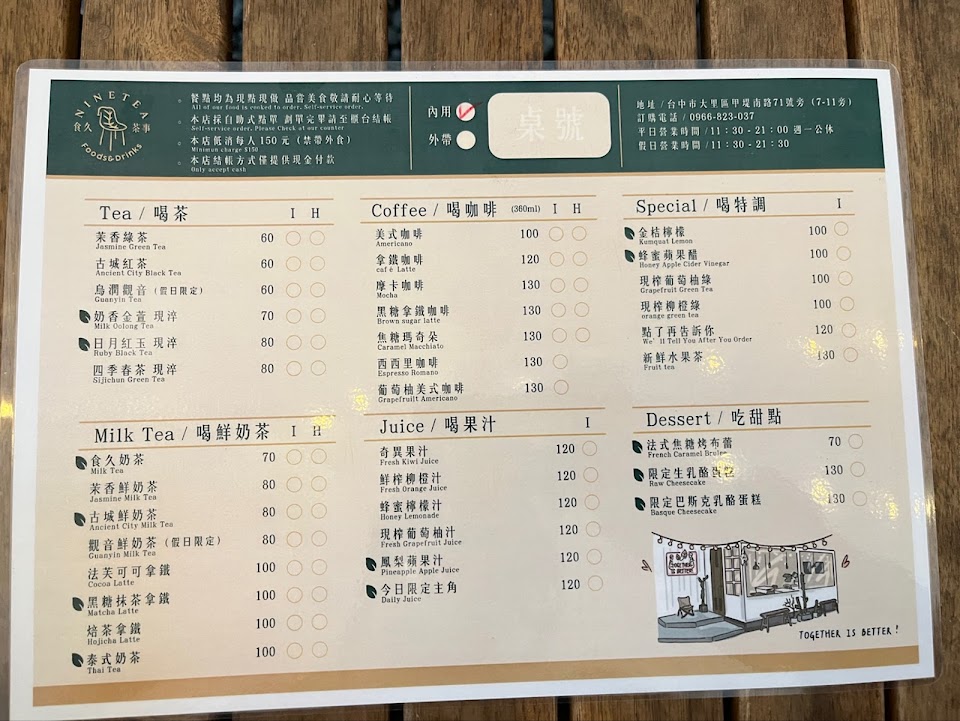 NINETEA
食久 茶事
Foods&Drinks
餐點均為現點現做 品嘗美食敬請耐心等待
All of our food in cooked to order. Self-service order.
本店採自助式點單 劃單完畢請至櫃台結帳
Self-service order. Please Check at our counter
本店低消每人150元（禁帶外食）
Minimun charge $150
本店結帳方式僅提供現金付款
Only accept cash
內用
外帶
桌號
地址 / 台中市大里區甲堤南路71號旁 (7-11旁)
訂購電話 / 0966-823-037
平日營業時間 / 11:30 - 21:00 週一公休
假日營業時間 / 11:30 - 21:30
Tea / 喝茶 I H
茉香綠茶 60
Jasmine Green Tea
古城紅茶 60
Ancient City Black Tea
烏潤觀音 (假日限定) 60
Guanyin Tea
奶香金萱 現淬 70
Milk Oolong Tea
日月紅玉 現淬 80
Ruby Black Tea
四季春茶 現淬 80
Sijichun Green Tea
Milk Tea / 喝鮮奶茶 I H
食久奶茶 70
Milk Tea
茉香鮮奶茶 80
Jasmine Milk Tea
古城鮮奶茶 80
Ancient City Milk Tea
觀音鮮奶茶 (假日限定) 80
Guanyin Milk Tea
法芙可可拿鐵 100
Cocoa Latte
黑糖抹茶拿鐵 100
Matcha Latte
焙茶拿鐵 100
Hojicha Latte
泰式奶茶 100
Thai Tea
Coffee / 喝咖啡 (360ml) I H
美式咖啡 100
Americano
拿鐵咖啡 120
café Latte
摩卡咖啡 130
Mocha
黑糖拿鐵咖啡 130
Brown sugar latte
焦糖瑪奇朵 130
Caramel Macchiato
西西里咖啡 130
Espresso Romano
葡萄柚美式咖啡 130
Grapefruilt Americano
Juice / 喝果汁 I
奇異果汁 120
Fresh Kiwi Juice
鮮榨柳橙汁 120
Fresh Orange Juice
蜂蜜檸檬汁 120
Honey Lemonade
現榨葡萄柚汁 120
Fresh Grapefruit Juice
鳳梨蘋果汁 120
Pineapple Apple Juice
今日限定主角 120
Daily Juice
Special / 喝特調 I
金桔檸檬 100
Kumquat Lemon
蜂蜜蘋果醋 100
Honey Apple Cider Vinegar
現榨葡萄柚綠 100
Grapefruit Green Tea
現榨柳橙綠 100
orange green tea
點了再告訴你 120
We' ll Tell You After You Order
新鮮水果茶 130
Fruit tea
Dessert / 吃甜點
法式焦糖烤布蕾 70
French Caramel Brulee
限定生乳酪蛋糕 130
Raw Cheesecake
限定巴斯克乳酪蛋糕 130
Basque Cheesecake
TOGETHER
IS BETTER!
TOGETHER IS BETTER !